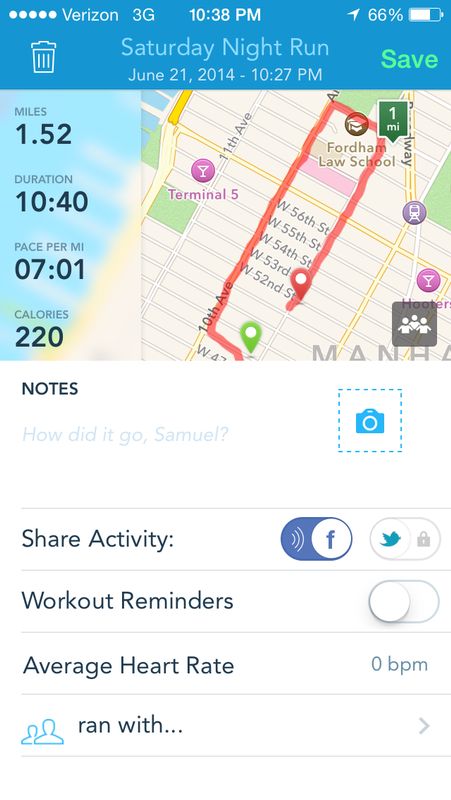 Verizon 3G 10:38 PM 66%
Saturday Night Run
June 21, 2014 - 10:27 PM
Save
MILES
1.52
DURATION
10:40
PACE PER MI
07:01
CALORIES
220
11th Ave
Terminal 5
Fordham
Law School
1
mi
W 56th St
W 55th St
W 54th St
W 53rd
W 52nd St
10th Ave
Hooters
MANHA
NOTES
How did it go, Samuel?
Share Activity:
f
Workout Reminders
Average Heart Rate
0 bpm
ran with...